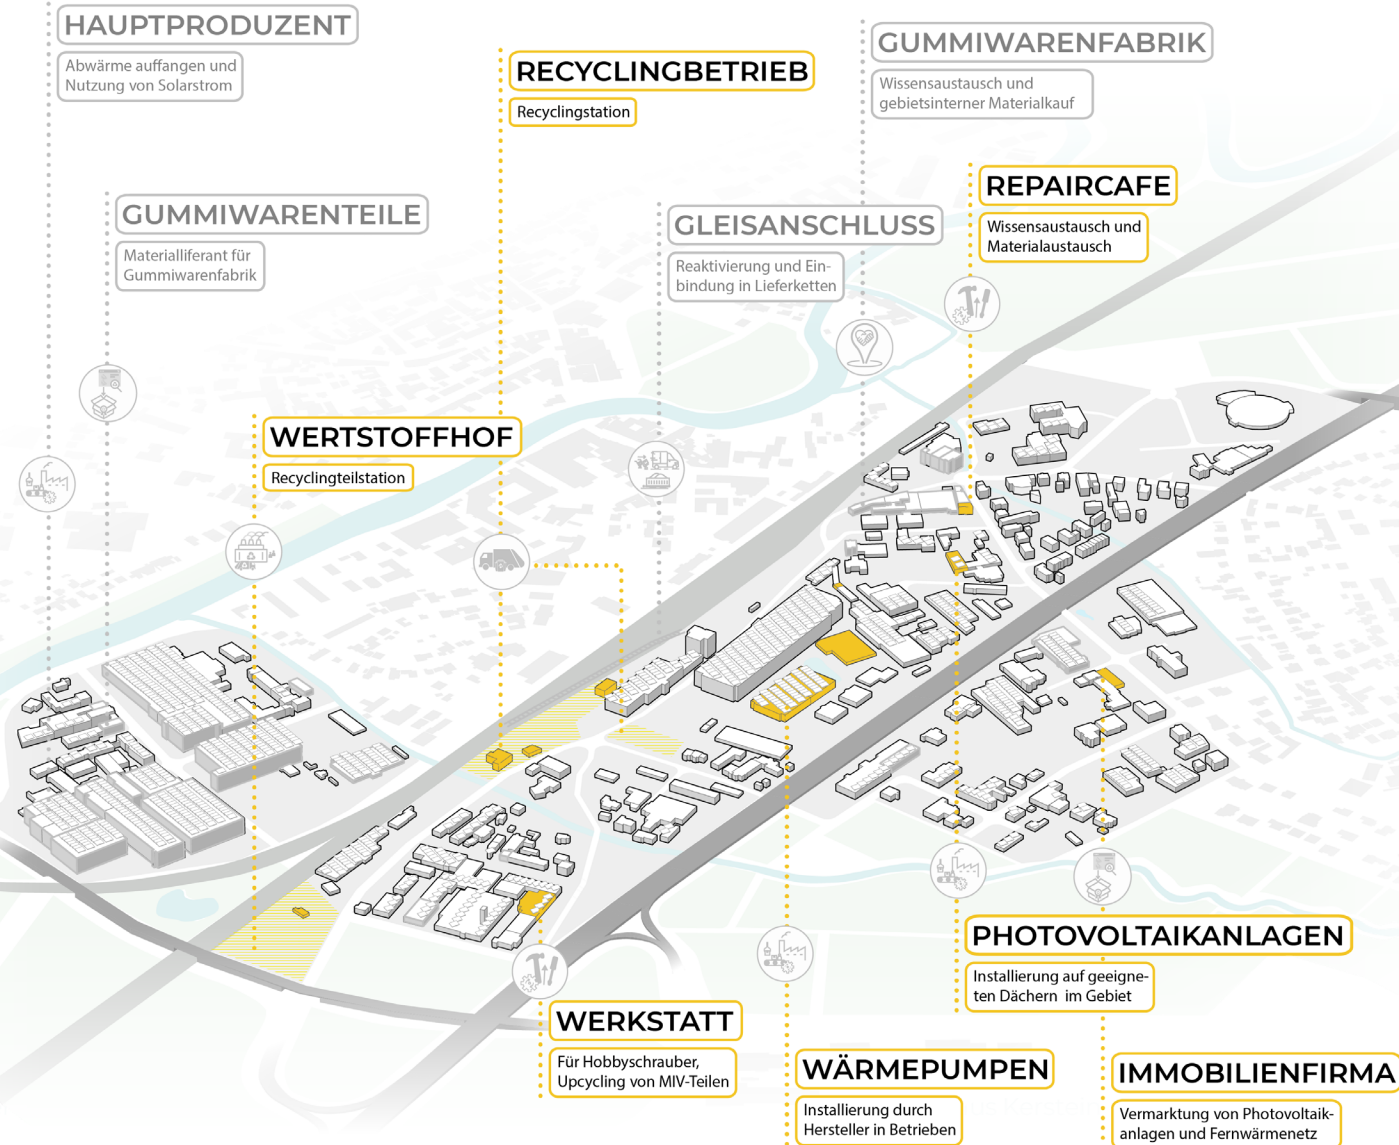 HAUPTPRODUZENT
Abwärme auffangen und
Nutzung von Solarstrom
GUMMIWARENFABRIK
Wissensaustausch und
gebietsinterner Materialkauf
RECYCLINGBETRIEB
Recyclingstation
REPAIRCAFE
Wissensaustausch und
Materialaustausch
GUMMIWARENTEILE
Materialliferant für
Gummiwarenfabrik
GLEISANSCHLUSS
Reaktivierung und Ein-
bindung in Lieferketten
WERTSTOFFHOF
Recyclingteilstation
PHOTOVOLTAIKANLAGEN
Installierung auf geeigne-
ten Dächern im Gebiet
WERKSTATT
Für Hobbyschrauber,
Upcycling von MIV-Teilen
WÄRMEPUMPEN
Installierung durch
Hersteller in Betrieben
IMMOBILIENFIRMA
Vermarktung von Photovoltaik-
anlagen und Fernwärmenetz